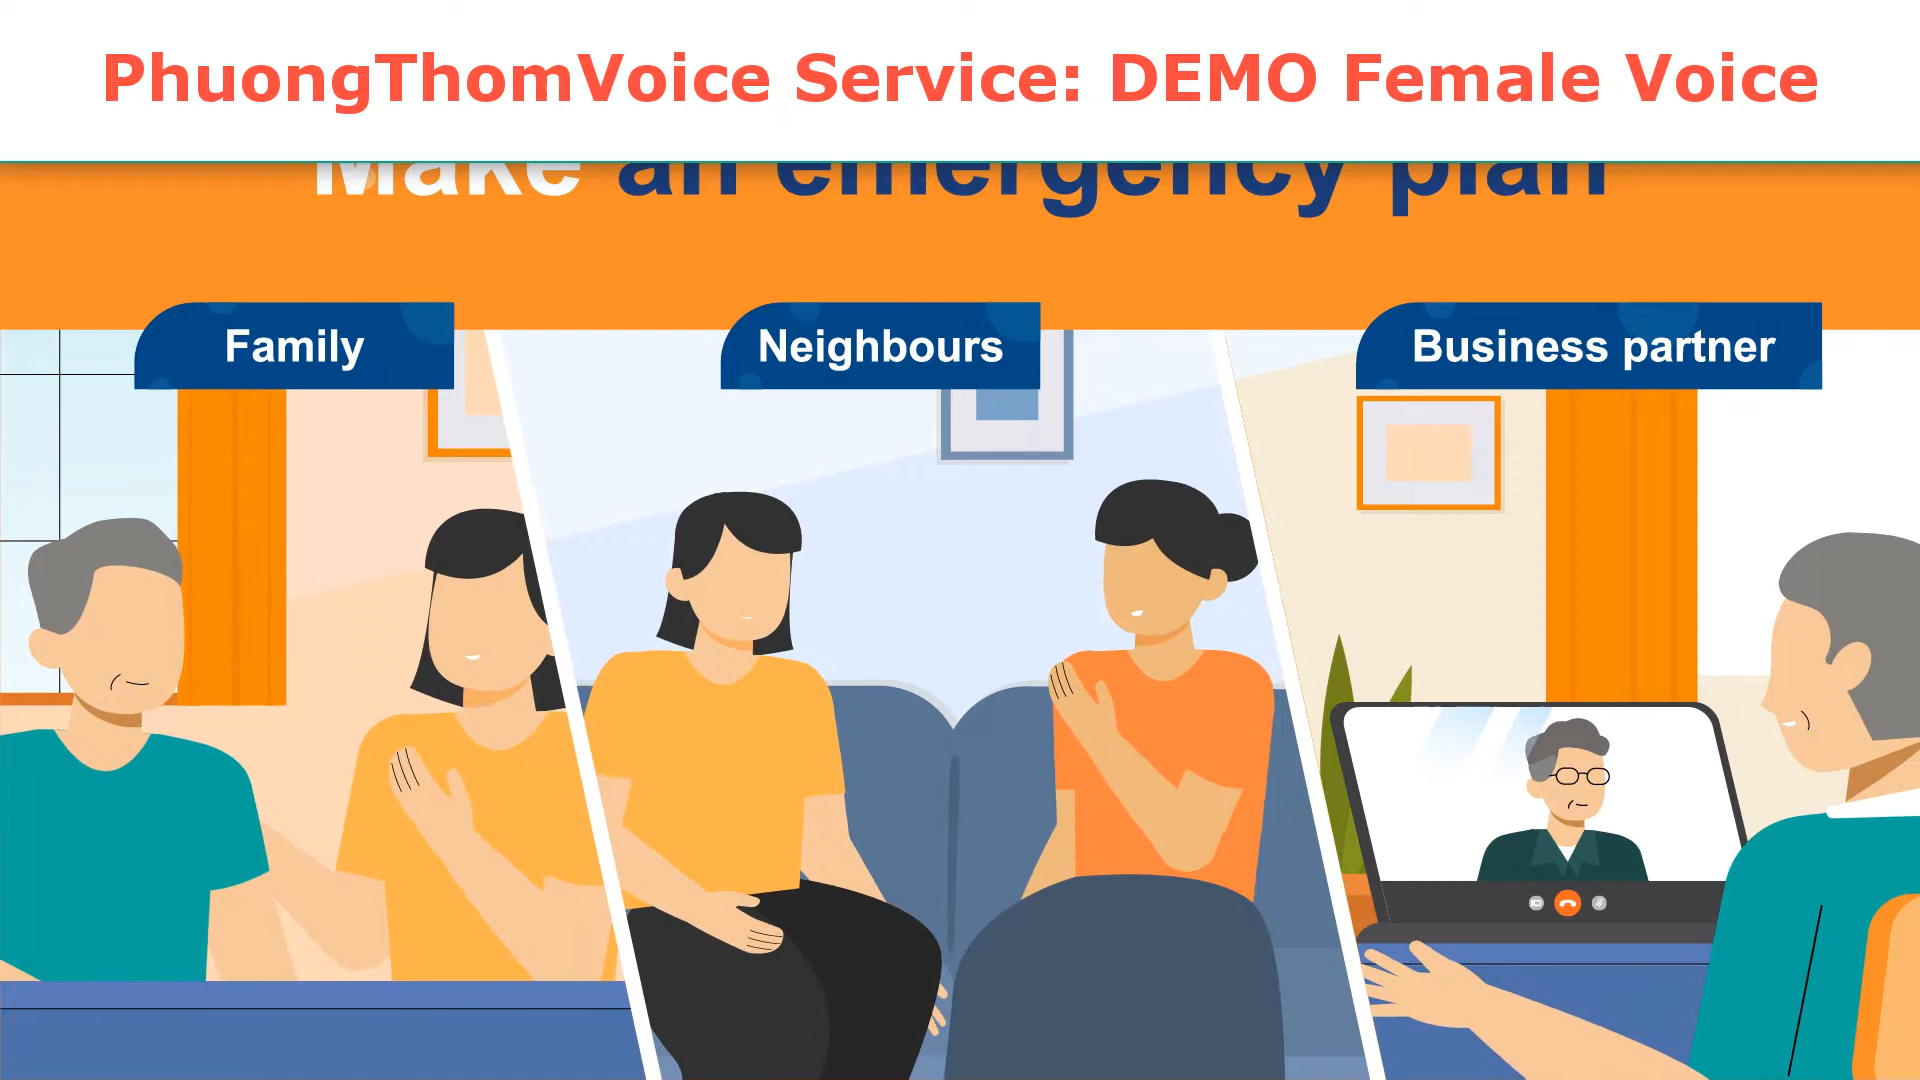 PhuongThomVoice Service: DEMO Female Voice
Make an emergency plan
Family
Neighbours
Business partner